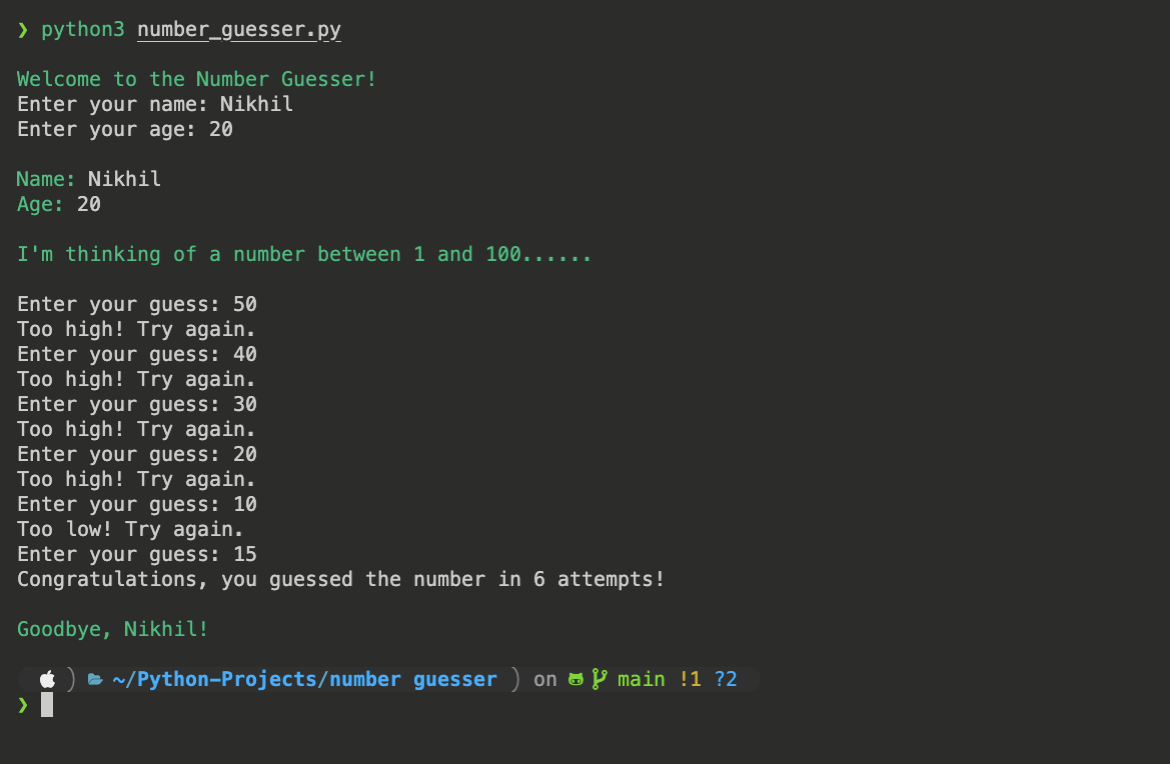 ❯ python3 number_guesser.py
Welcome to the Number Guesser!
Enter your name: Nikhil
Enter your age: 20
Name: Nikhil
Age: 20
I'm thinking of a number between 1 and 100......
Enter your guess: 50
Too high! Try again.
Enter your guess: 40
Too high! Try again.
Enter your guess: 30
Too high! Try again.
Enter your guess: 20
Too high! Try again.
Enter your guess: 10
Too low! Try again.
Enter your guess: 15
Congratulations, you guessed the number in 6 attempts!
Goodbye, Nikhil!
) ~/Python-Projects/number guesser ) on main !1 ?2
❯